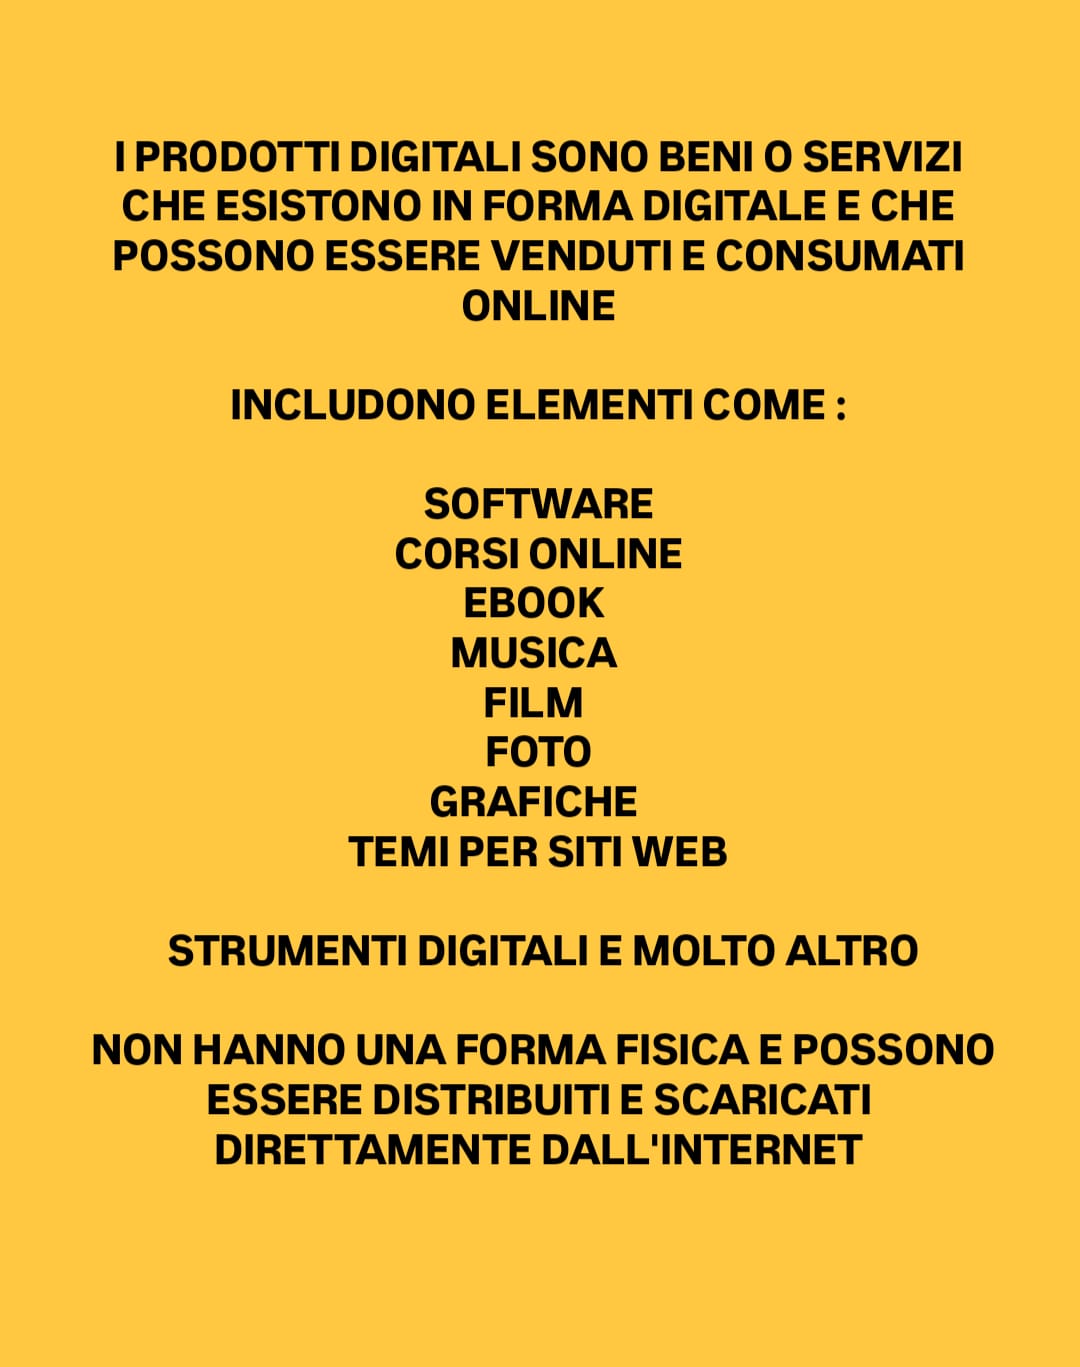 I PRODOTTI DIGITALI SONO BENI O SERVIZI
CHE ESISTONO IN FORMA DIGITALE E CHE
POSSONO ESSERE VENDUTI E CONSUMATI
ONLINE
INCLUDONO ELEMENTI COME :
SOFTWARE
CORSI ONLINE
EBOOK
MUSICA
FILM
FOTO
GRAFICHE
TEMI PER SITI WEB
STRUMENTI DIGITALI E MOLTO ALTRO
NON HANNO UNA FORMA FISICA E POSSONO
ESSERE DISTRIBUITI E SCARICATI
DIRETTAMENTE DALL'INTERNET